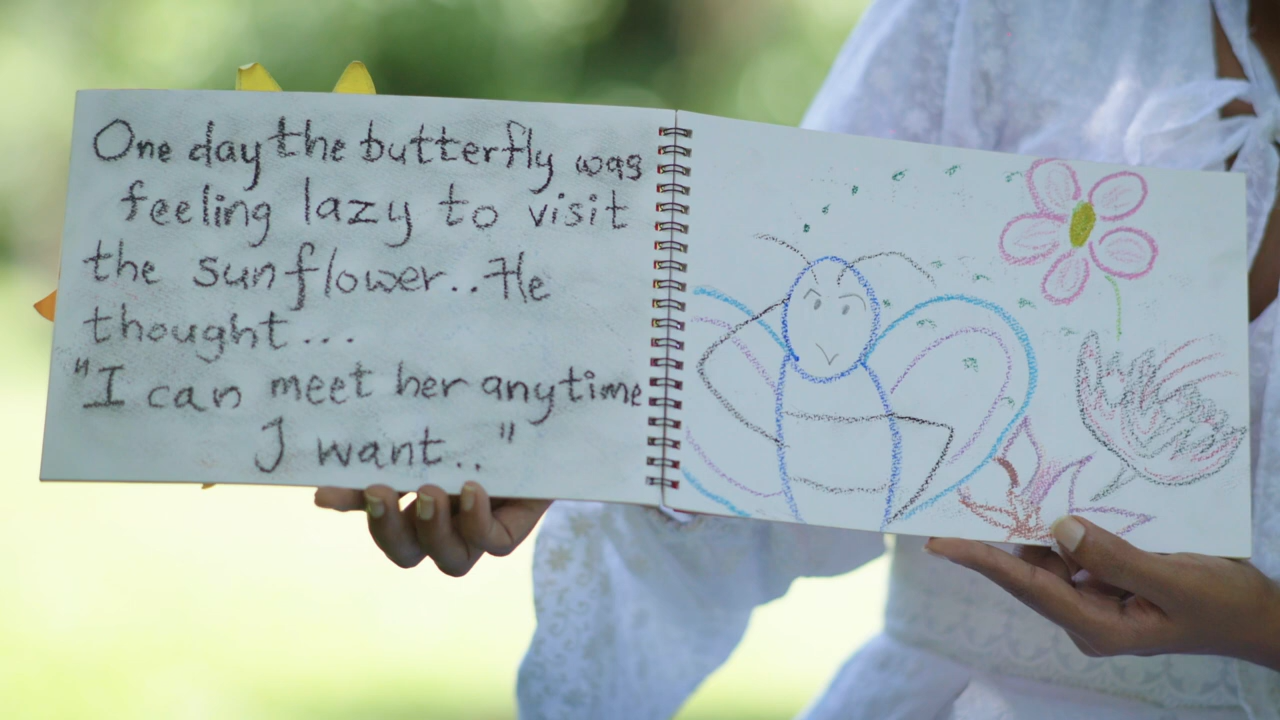 One day the butterfly was
feeling lazy to visit
the sunflower.. He
thought...
"I can meet her anytime
I want.."